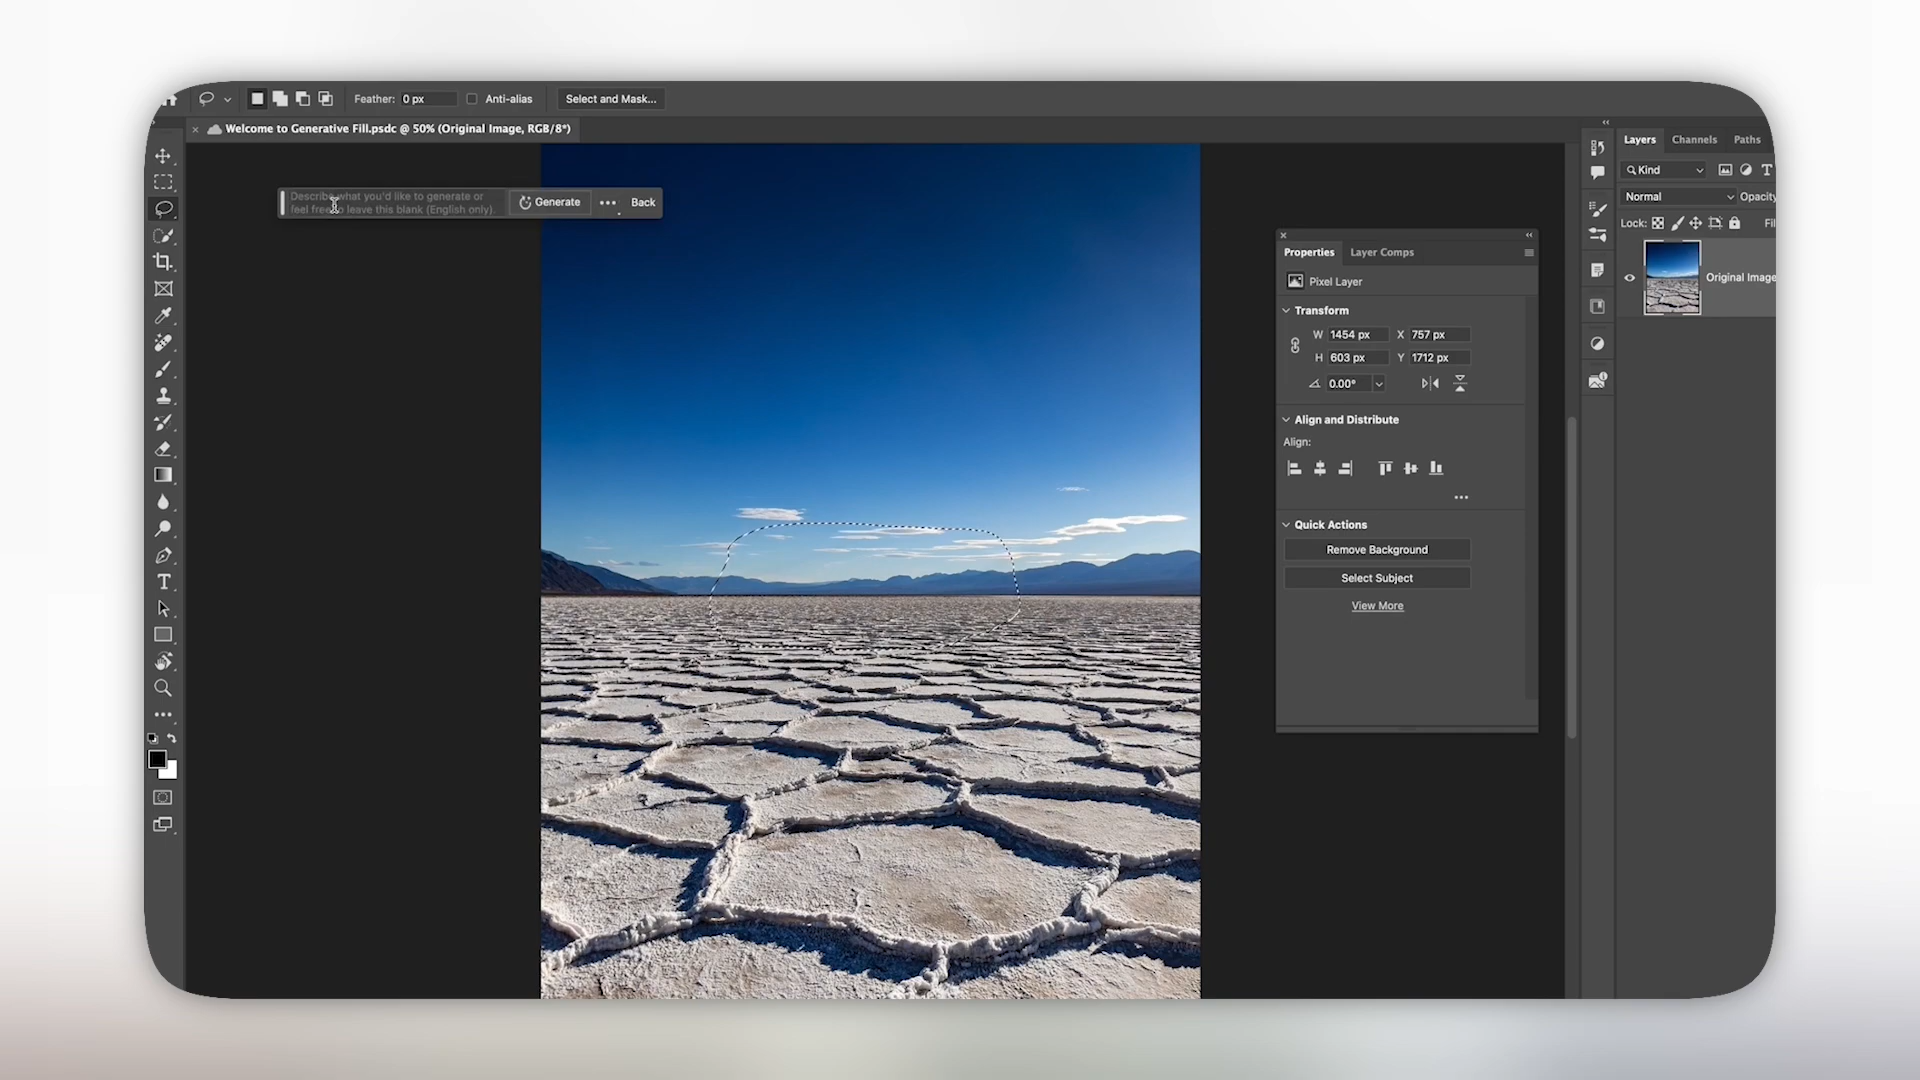 Feather: 0 px Anti-alias Select and Mask...
Welcome to Generative Fill.psdc @ 50% (Original Image, RGB/8*)
Describe what you'd like to generate or
feel free to leave this blank (English only).
Generate
Back
Properties Layer Comps
Pixel Layer
Transform
W 1454 px X 757 px
H 603 px Y 1712 px
0.00°
Align and Distribute
Align:
Quick Actions
Remove Background
Select Subject
View More
Layers Channels Paths
Kind
Normal Opacity
Lock: Fil
Original Image